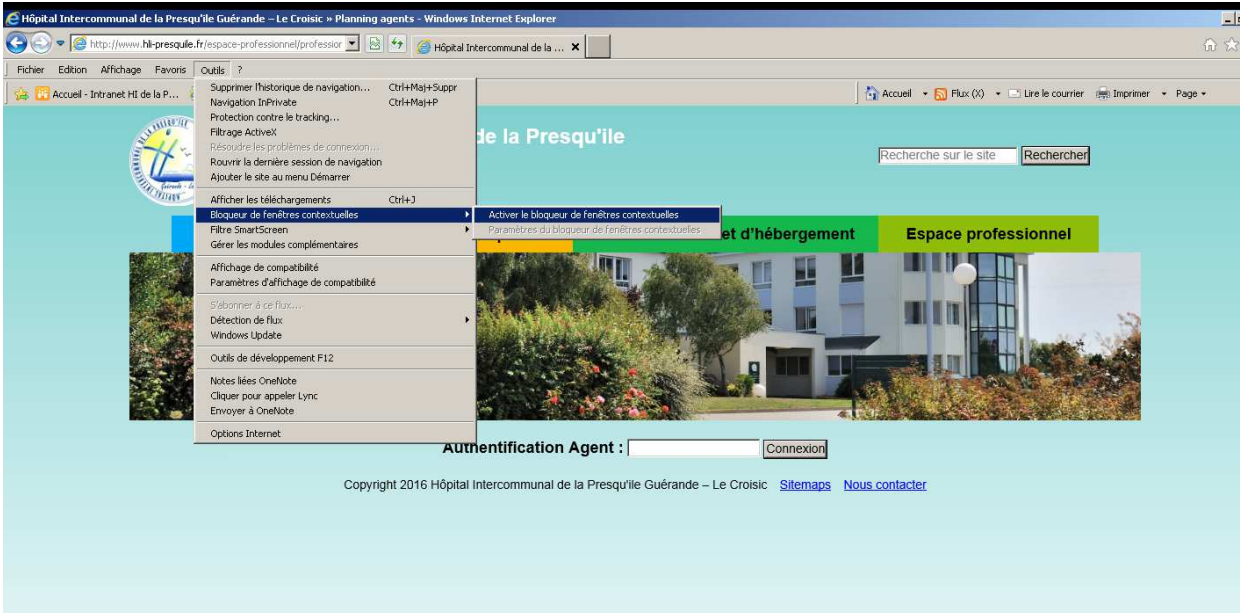 Hôpital Intercommunal de la Presqu'île Guérande – Le Croisic » Planning agents - Windows Internet Explorer
http://www.hli-presquile.fr/espace-professionnel/professior
Hôpital Intercommunal de la ...
Fichier Edition Affichage Favoris Outils ?
Accueil - Intranet HI de la P...
Accueil Flux (X) Lire le courrier Imprimer Page
Supprimer l'historique de navigation... Ctrl+Maj+Suppr
Navigation InPrivate Ctrl+Maj+P
Protection contre le tracking...
Filtrage ActiveX
Résoudre les problèmes de connexion...
Rouvrir la dernière session de navigation
Ajouter le site au menu Démarrer
Afficher les téléchargements Ctrl+J
Bloqueur de fenêtres contextuelles
Filtre SmartScreen
Gérer les modules complémentaires
Affichage de compatibilité
Paramètres d'affichage de compatibilité
S'abonner à ce flux...
Détection de flux
Windows Update
Outils de développement F12
Notes liées OneNote
Cliquer pour appeler Lync
Envoyer à OneNote
Options Internet
Activer le bloqueur de fenêtres contextuelles
Paramètres du bloqueur de fenêtres contextuelles
de la Presqu'ile
Recherche sur le site Rechercher
et d'hébergement
Espace professionnel
Authentification Agent : Connexion
Copyright 2016 Hôpital Intercommunal de la Presqu'ile Guérande – Le Croisic Sitemaps Nous contacter